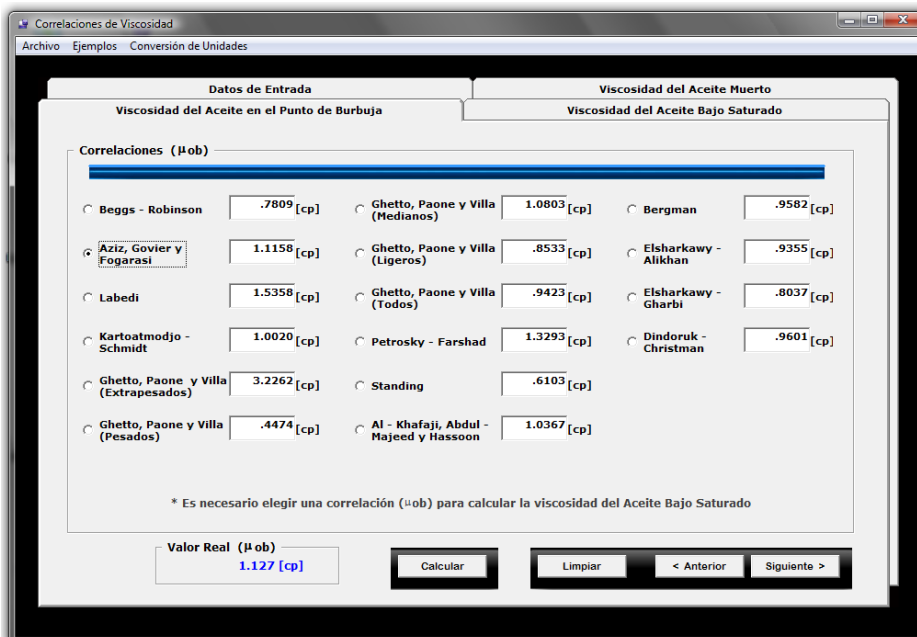 Correlaciones de Viscosidad
Archivo Ejemplos Conversión de Unidades
Datos de Entrada
Viscosidad del Aceite Muerto
Viscosidad del Aceite en el Punto de Burbuja
Viscosidad del Aceite Bajo Saturado
Correlaciones (µob)
Beggs - Robinson
.7809 [cp]
Aziz, Govier y
Fogarasi
1.1158 [cp]
Labedi
1.5358 [cp]
Kartoatmodjo -
Schmidt
1.0020 [cp]
Ghetto, Paone y Villa
(Extrapesados)
3.2262 [cp]
Ghetto, Paone y Villa
(Pesados)
.4474 [cp]
Ghetto, Paone y Villa
(Medianos)
1.0803 [cp]
Ghetto, Paone y Villa
(Ligeros)
.8533 [cp]
Ghetto, Paone y Villa
(Todos)
.9423 [cp]
Petrosky - Farshad
1.3293 [cp]
Standing
.6103 [cp]
Al - Khafaji, Abdul -
Majeed y Hassoon
1.0367 [cp]
Bergman
.9582 [cp]
Elsharkawy -
Alikhan
.9355 [cp]
Elsharkawy -
Gharbi
.8037 [cp]
Dindoruk -
Christman
.9601 [cp]
* Es necesario elegir una correlación (µob) para calcular la viscosidad del Aceite Bajo Saturado
Valor Real (µob)
1.127 [cp]
Calcular
Limpiar
< Anterior
Siguiente >